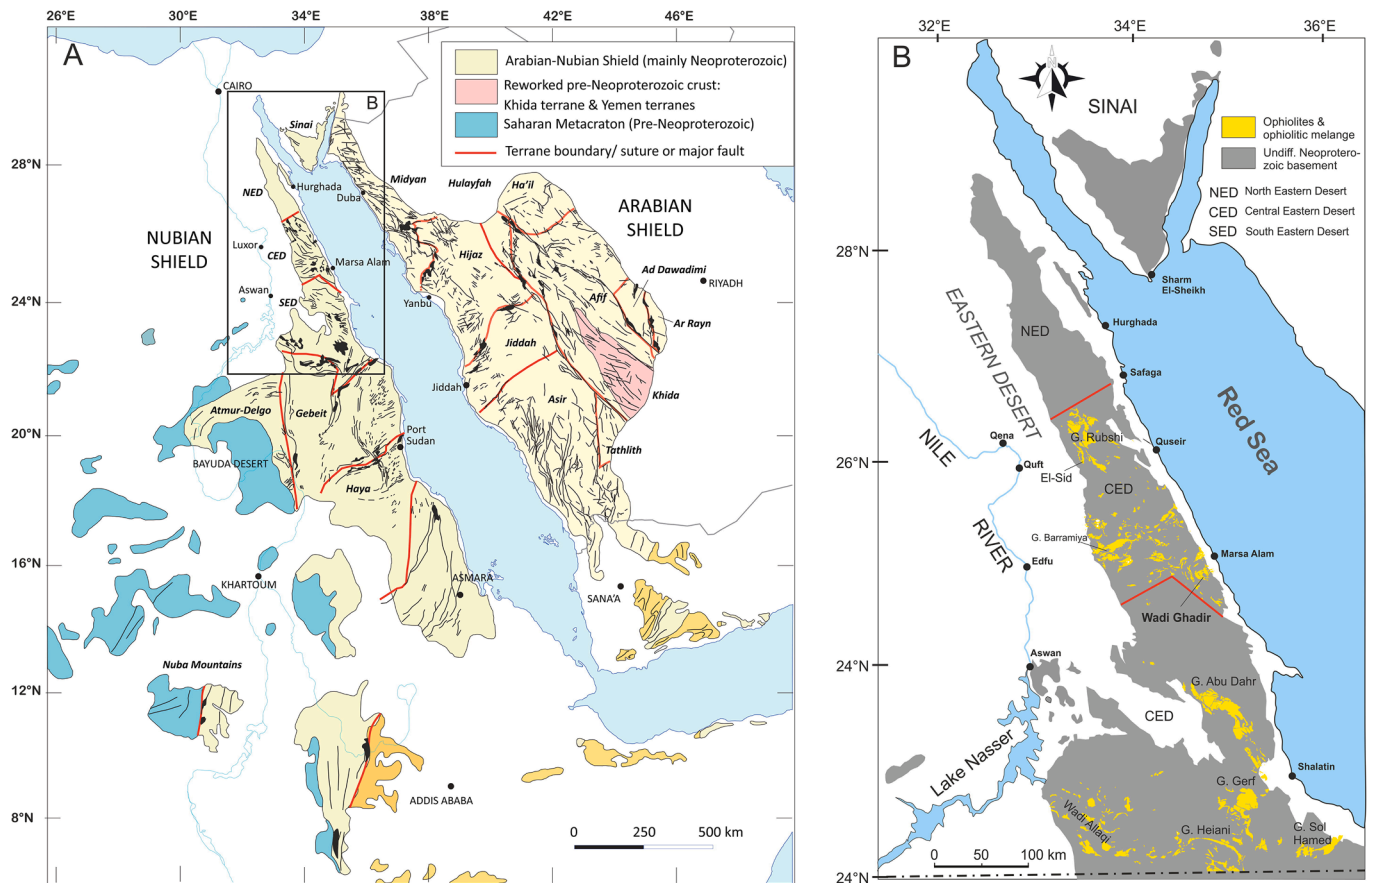 26°E
30°E
34°E
38°E
42°E
46°E
A
CAIRO
B
Arabian-Nubian Shield (mainly Neoproterozoic)
Reworked pre-Neoproterozoic crust:
Khida terrane & Yemen terranes
Saharan Metacraton (Pre-Neoproterozoic)
Terrane boundary/ suture or major fault
28°N
24°N
20°N
16°N
12°N
8°N
Sinai
Midyan
Hulayfah
Ha'il
NED
Hurghada
Duba
ARABIAN
SHIELD
NUBIAN
SHIELD
Luxor
CED
Marsa Alam
Hijaz
Ad Dawadimi
RIYADH
Aswan
SED
Yanbu
Afif
Ar Rayn
Jiddah
Jiddah
Khida
Asir
Atmur-Delgo
Gebeit
Port
Sudan
Tathlith
BAYUDA DESERT
Haya
KHARTOUM
ASMARA
SANA'A
Nuba Mountains
ADDIS ABABA
0
250
500 km
32°E
34°E
36°E
B
N
SINAI
Ophiolites &
ophiolitic melange
Undiff. Neoprotero-
zoic basement
NED North Eastern Desert
CED Central Eastern Desert
SED South Eastern Desert
28°N
26°N
24°N
24°N
Sharm
El-Sheikh
EASTERN DESERT
NED
Hurghada
Safaga
Red Sea
NILE
RIVER
Qena
Quft
G. Rubshi
Quseir
El-Sid
CED
G. Barramiya
Edfu
Marsa Alam
Wadi Ghadir
Aswan
G. Abu Dahr
CED
Lake Nasser
Shalatin
G. Gerf
Wadi Allaqi
G. Heiani
G. Sol
Hamed
0
50
100 km